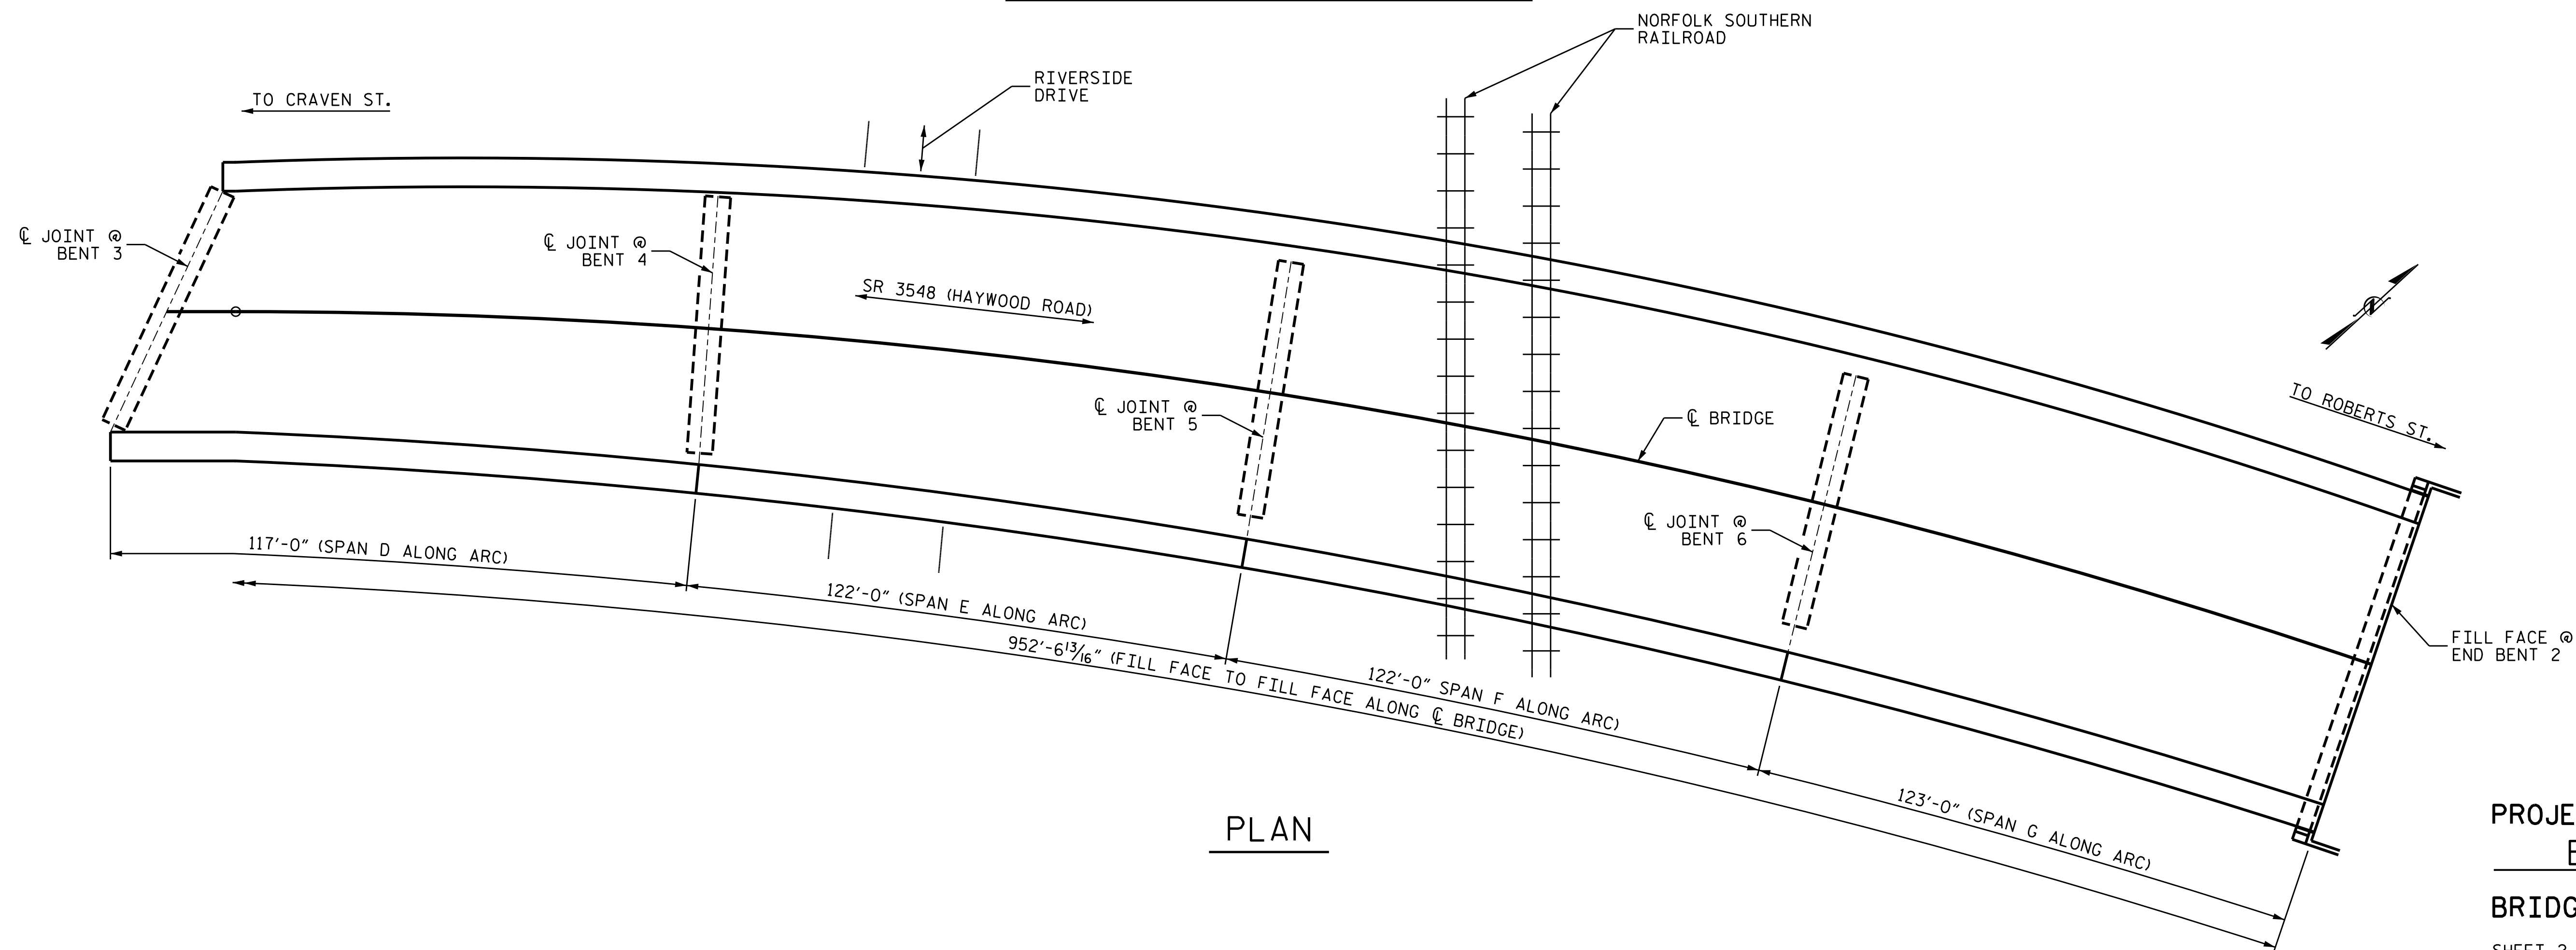 NORFOLK SOUTHERN
RAILROAD
RIVERSIDE
DRIVE
TO CRAVEN ST.
℄ JOINT @
BENT 3
℄ JOINT @
BENT 4
SR 3548 (HAYWOOD ROAD)
℄ JOINT @
BENT 5
℄ BRIDGE
TO ROBERTS ST.
℄ JOINT @
BENT 6
FILL FACE @
END BENT 2
117'-0" (SPAN D ALONG ARC)
122'-0" (SPAN E ALONG ARC)
952'-6 13/16" (FILL FACE TO FILL FACE ALONG ℄ BRIDGE)
122'-0" SPAN F ALONG ARC)
123'-0" (SPAN G ALONG ARC)
PLAN
PROJE
BRIDG